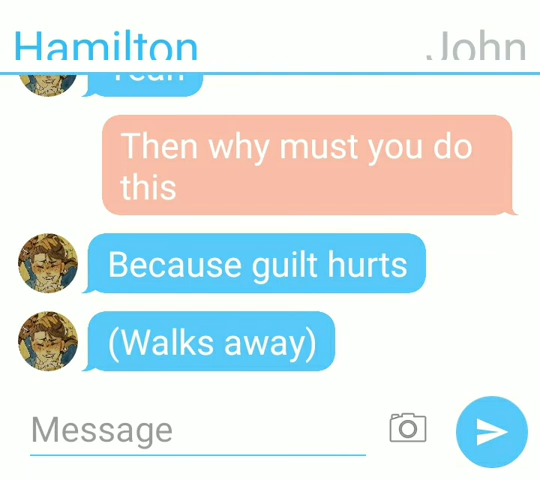 Hamilton
John
Then why must you do
this
Because guilt hurts
(Walks away)
Message